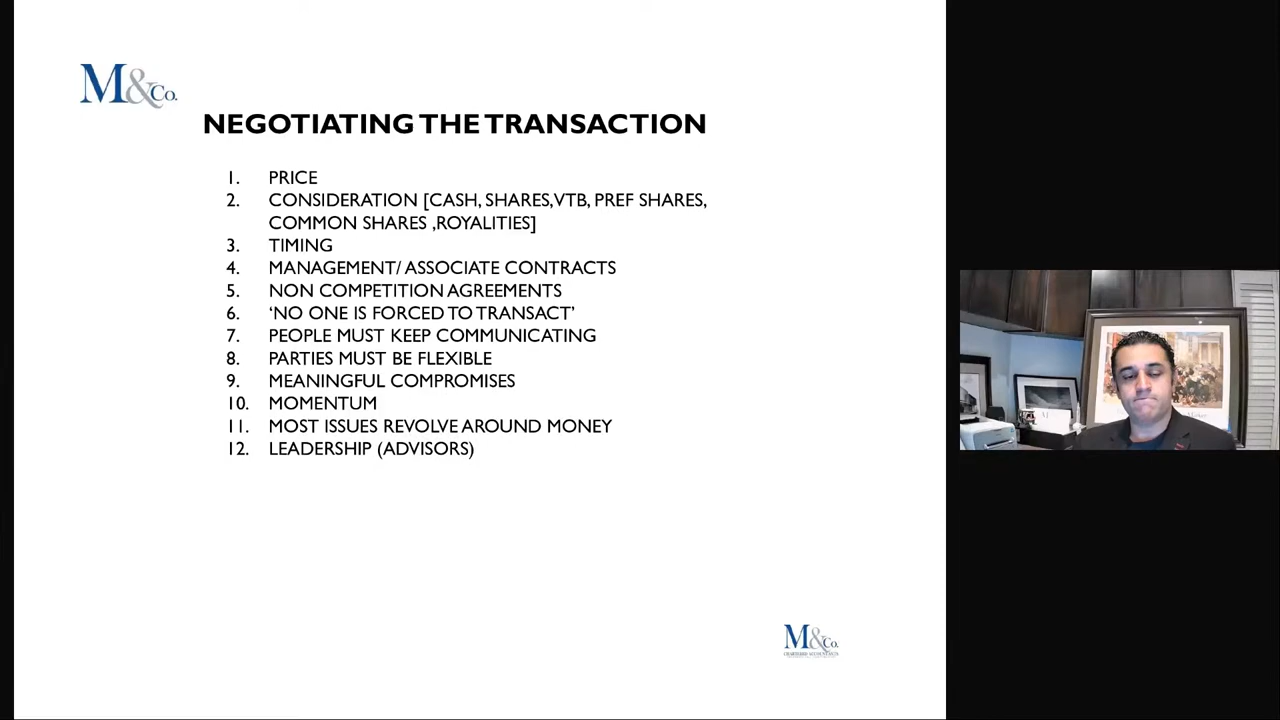 M&Co.
NEGOTIATING THE TRANSACTION
1. PRICE
2. CONSIDERATION [CASH, SHARES,VTB, PREF SHARES,
COMMON SHARES ,ROYALITIES]
3. TIMING
4. MANAGEMENT/ ASSOCIATE CONTRACTS
5. NON COMPETITION AGREEMENTS
6. ‘NO ONE IS FORCED TO TRANSACT’
7. PEOPLE MUST KEEP COMMUNICATING
8. PARTIES MUST BE FLEXIBLE
9. MEANINGFUL COMPROMISES
10. MOMENTUM
11. MOST ISSUES REVOLVE AROUND MONEY
12. LEADERSHIP (ADVISORS)
M&Co.
CHARTERED ACCOUNTANTS